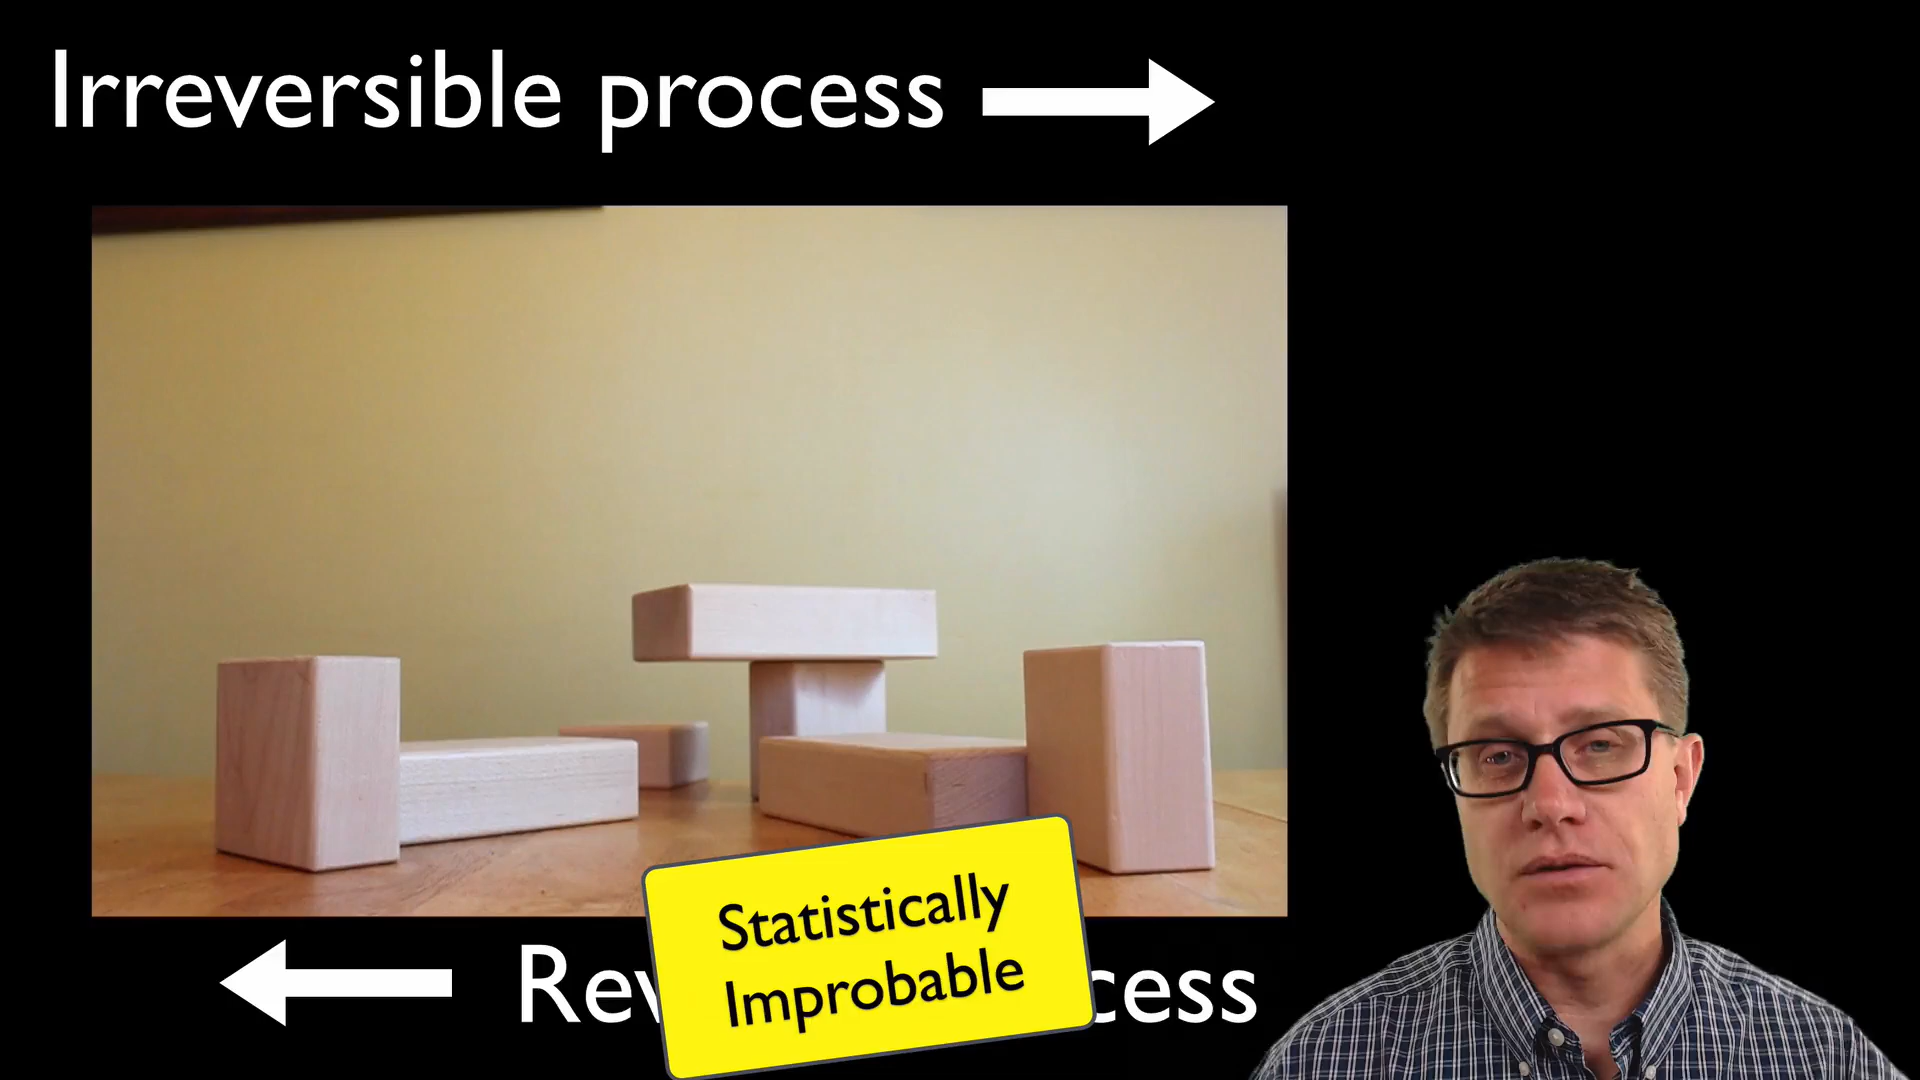 Irreversible process
Statistically
Improbable
Rev cess